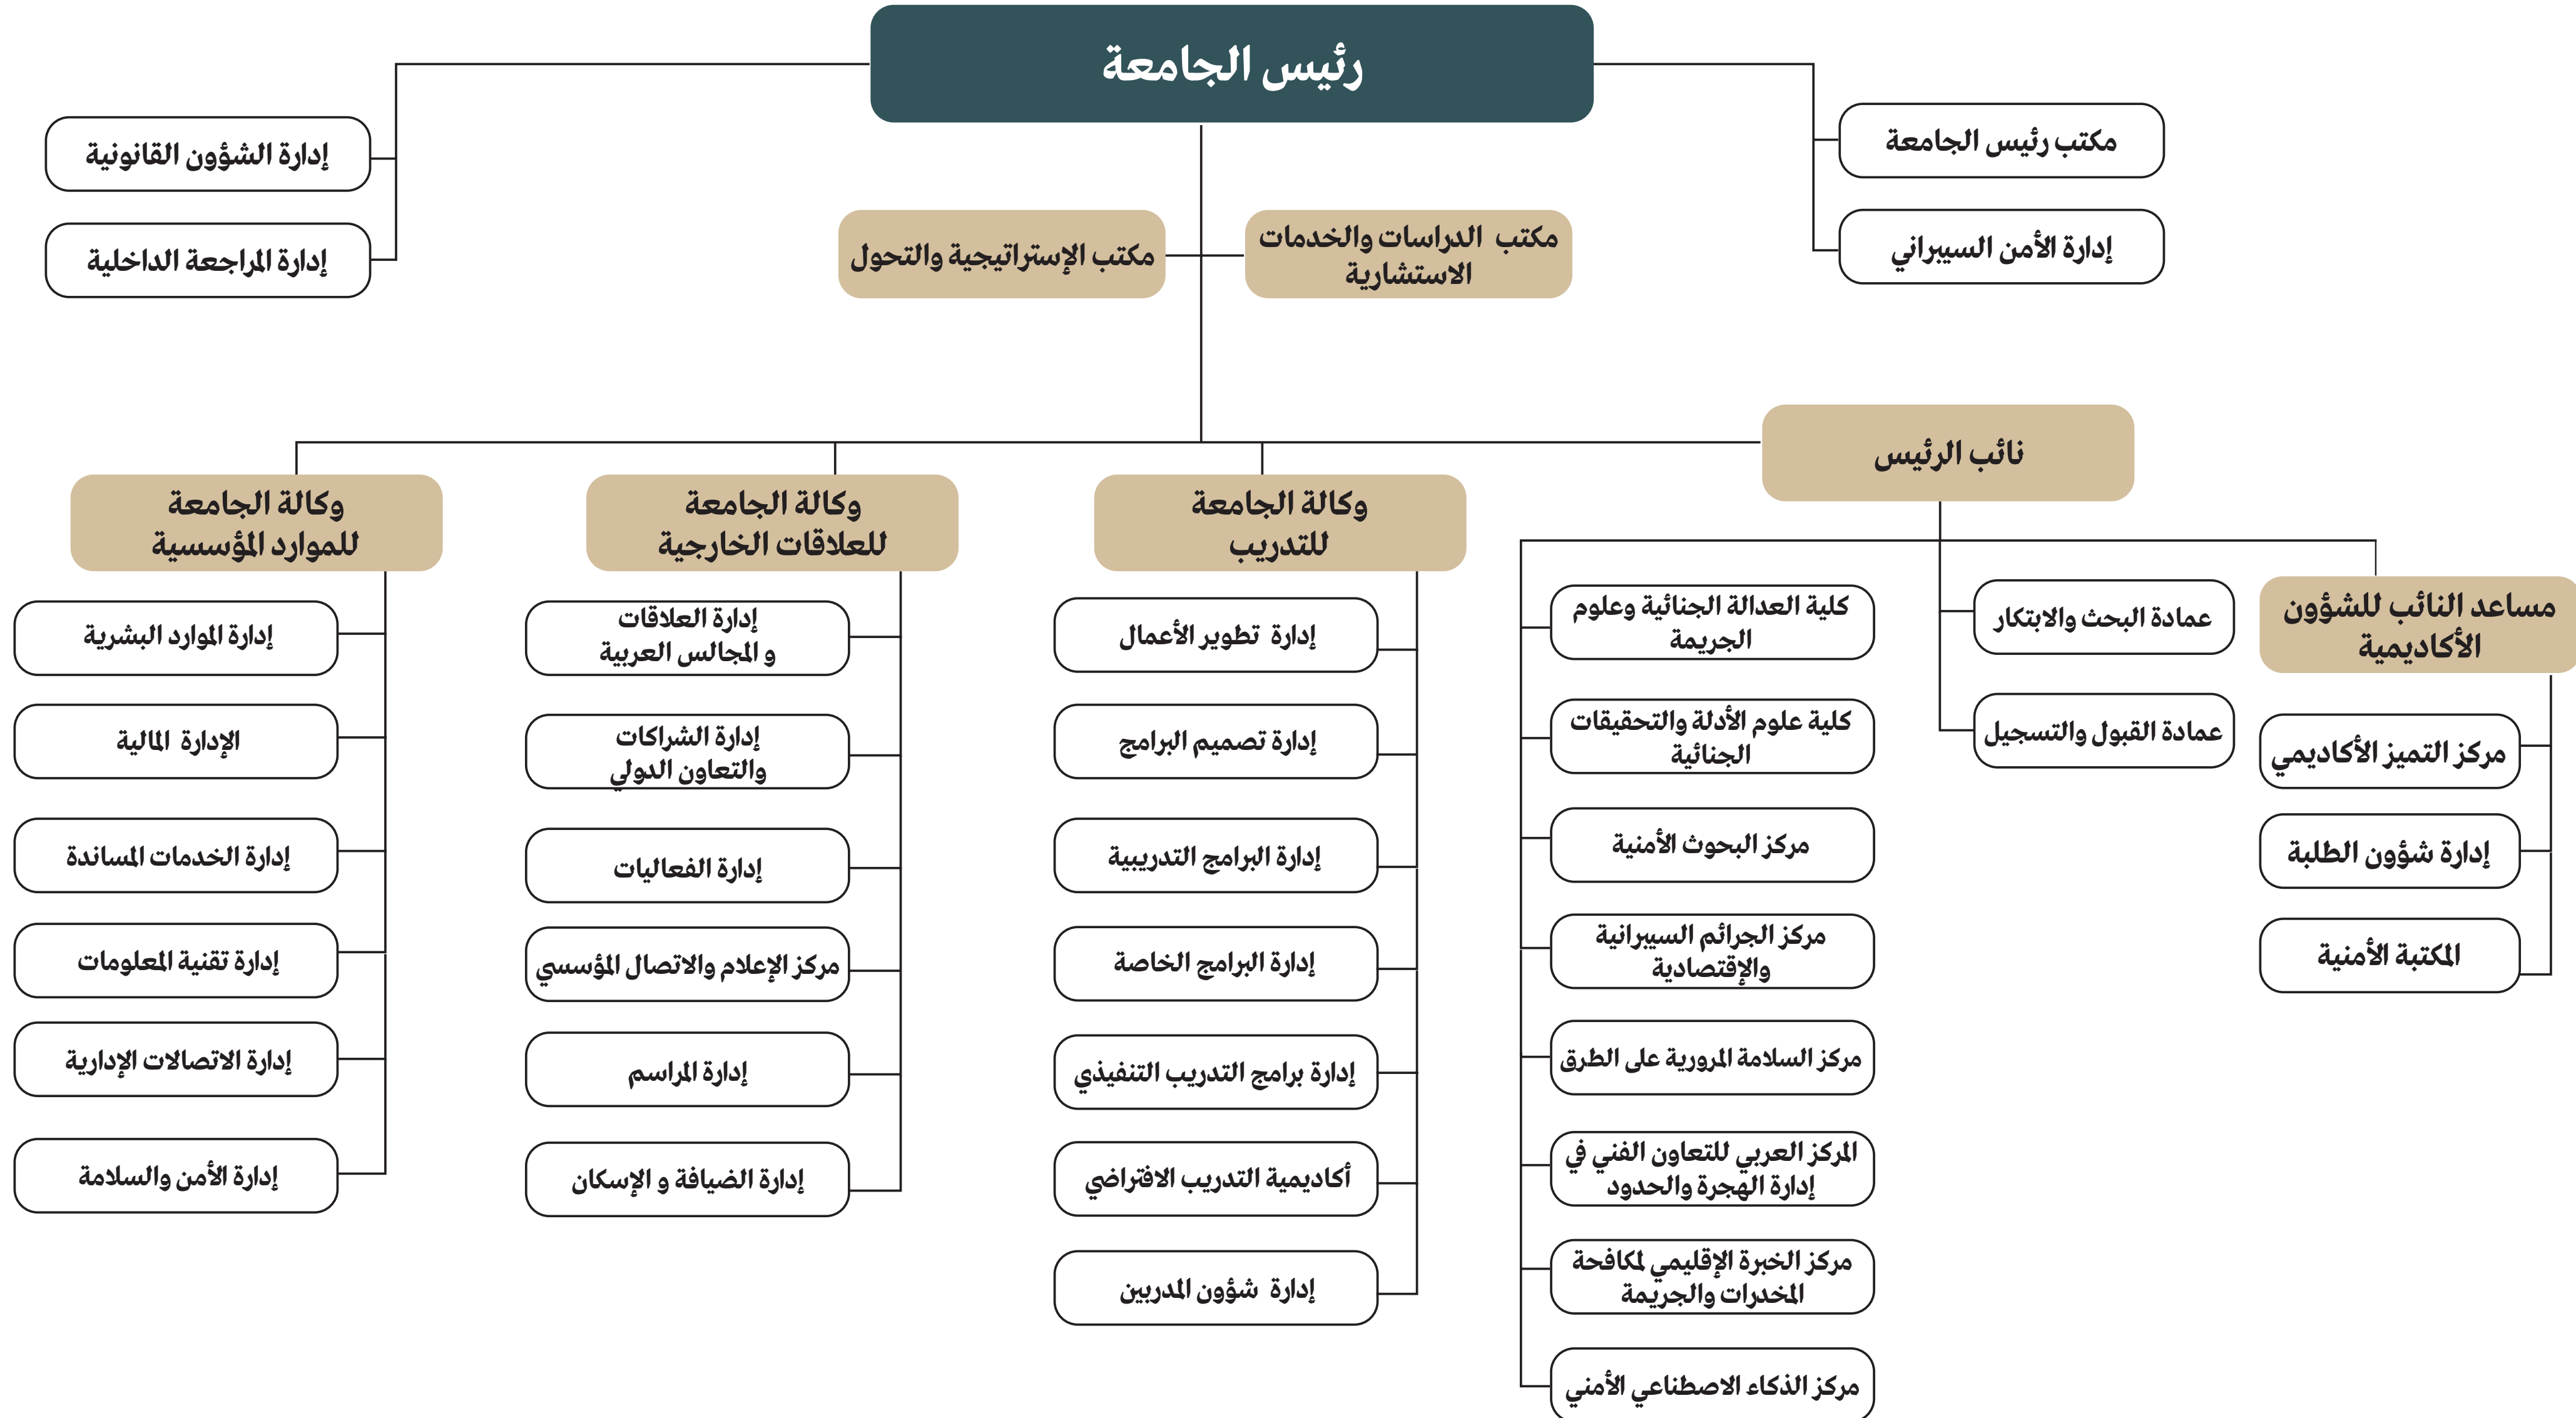 رئيس الجامعة
مكتب رئيس الجامعة
إدارة الأمن السيبراني
إدارة الشؤون القانونية
إدارة المراجعة الداخلية
مكتب الدراسات والخدمات
الاستشارية
مكتب الإستراتيجية والتحول
نائب الرئيس
مساعد النائب للشؤون
الأكاديمية
مركز التميز الأكاديمي
إدارة شؤون الطلبة
المكتبة الأمنية
عمادة البحث والابتكار
عمادة القبول والتسجيل
كلية العدالة الجنائية وعلوم
الجريمة
كلية علوم الأدلة والتحقيقات
الجنائية
مركز البحوث الأمنية
مركز الجرائم السيبرانية
والإقتصادية
مركز السلامة المرورية على الطرق
المركز العربي للتعاون الفني في
إدارة الهجرة والحدود
مركز الخبرة الإقليمي لمكافحة
المخدرات والجريمة
مركز الذكاء الاصطناعي الأمني
وكالة الجامعة
للتدريب
إدارة تطوير الأعمال
إدارة تصميم البرامج
إدارة البرامج التدريبية
إدارة البرامج الخاصة
إدارة برامج التدريب التنفيذي
أكاديمية التدريب الافتراضي
إدارة شؤون المدربين
وكالة الجامعة
للعلاقات الخارجية
إدارة العلاقات
و المجالس العربية
إدارة الشراكات
والتعاون الدولي
إدارة الفعاليات
مركز الإعلام والاتصال المؤسسي
إدارة المراسم
إدارة الضيافة و الإسكان
وكالة الجامعة
للموارد المؤسسية
إدارة الموارد البشرية
الإدارة المالية
إدارة الخدمات المساندة
إدارة تقنية المعلومات
إدارة الاتصالات الإدارية
إدارة الأمن والسلامة